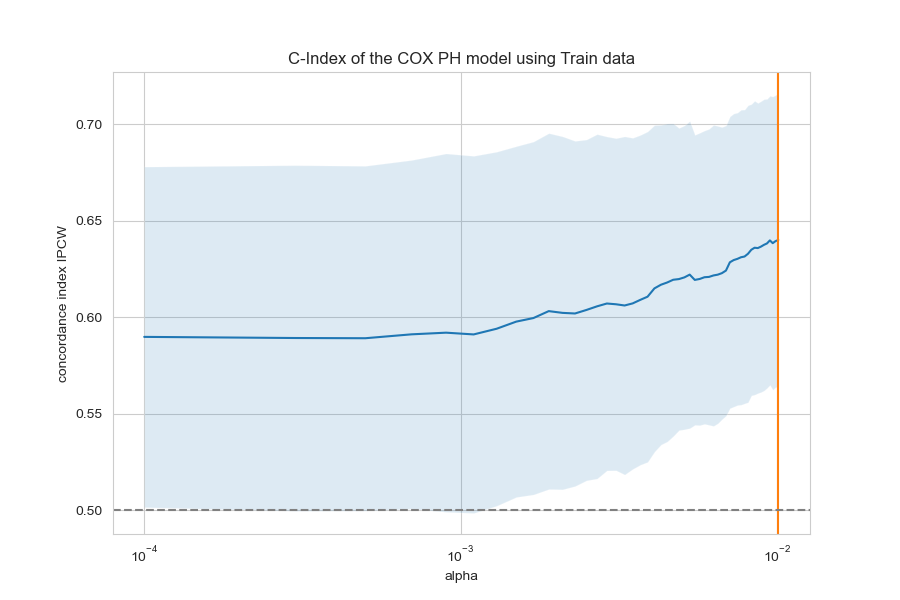 C-Index of the COX PH model using Train data
concordance index IPCW
0.70
0.65
0.60
0.55
0.50
10⁻⁴
10⁻³
10⁻²
alpha